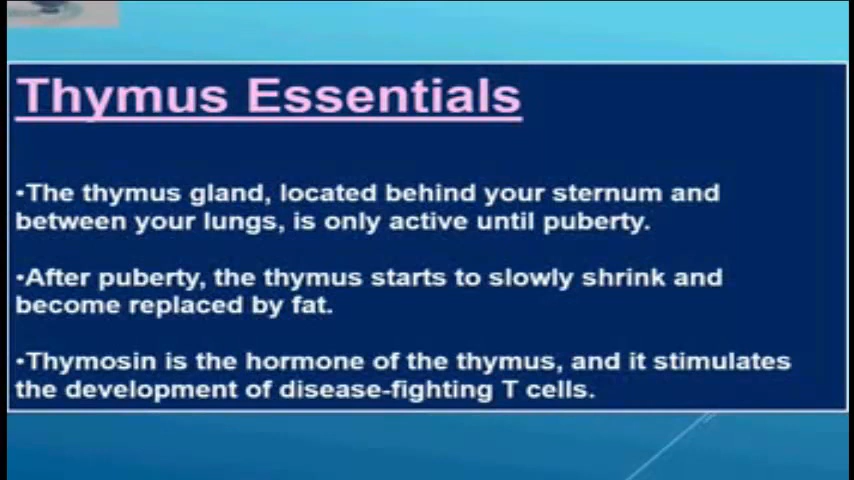 Thymus Essentials
•The thymus gland, located behind your sternum and
between your lungs, is only active until puberty.
•After puberty, the thymus starts to slowly shrink and
become replaced by fat.
•Thymosin is the hormone of the thymus, and it stimulates
the development of disease-fighting T cells.